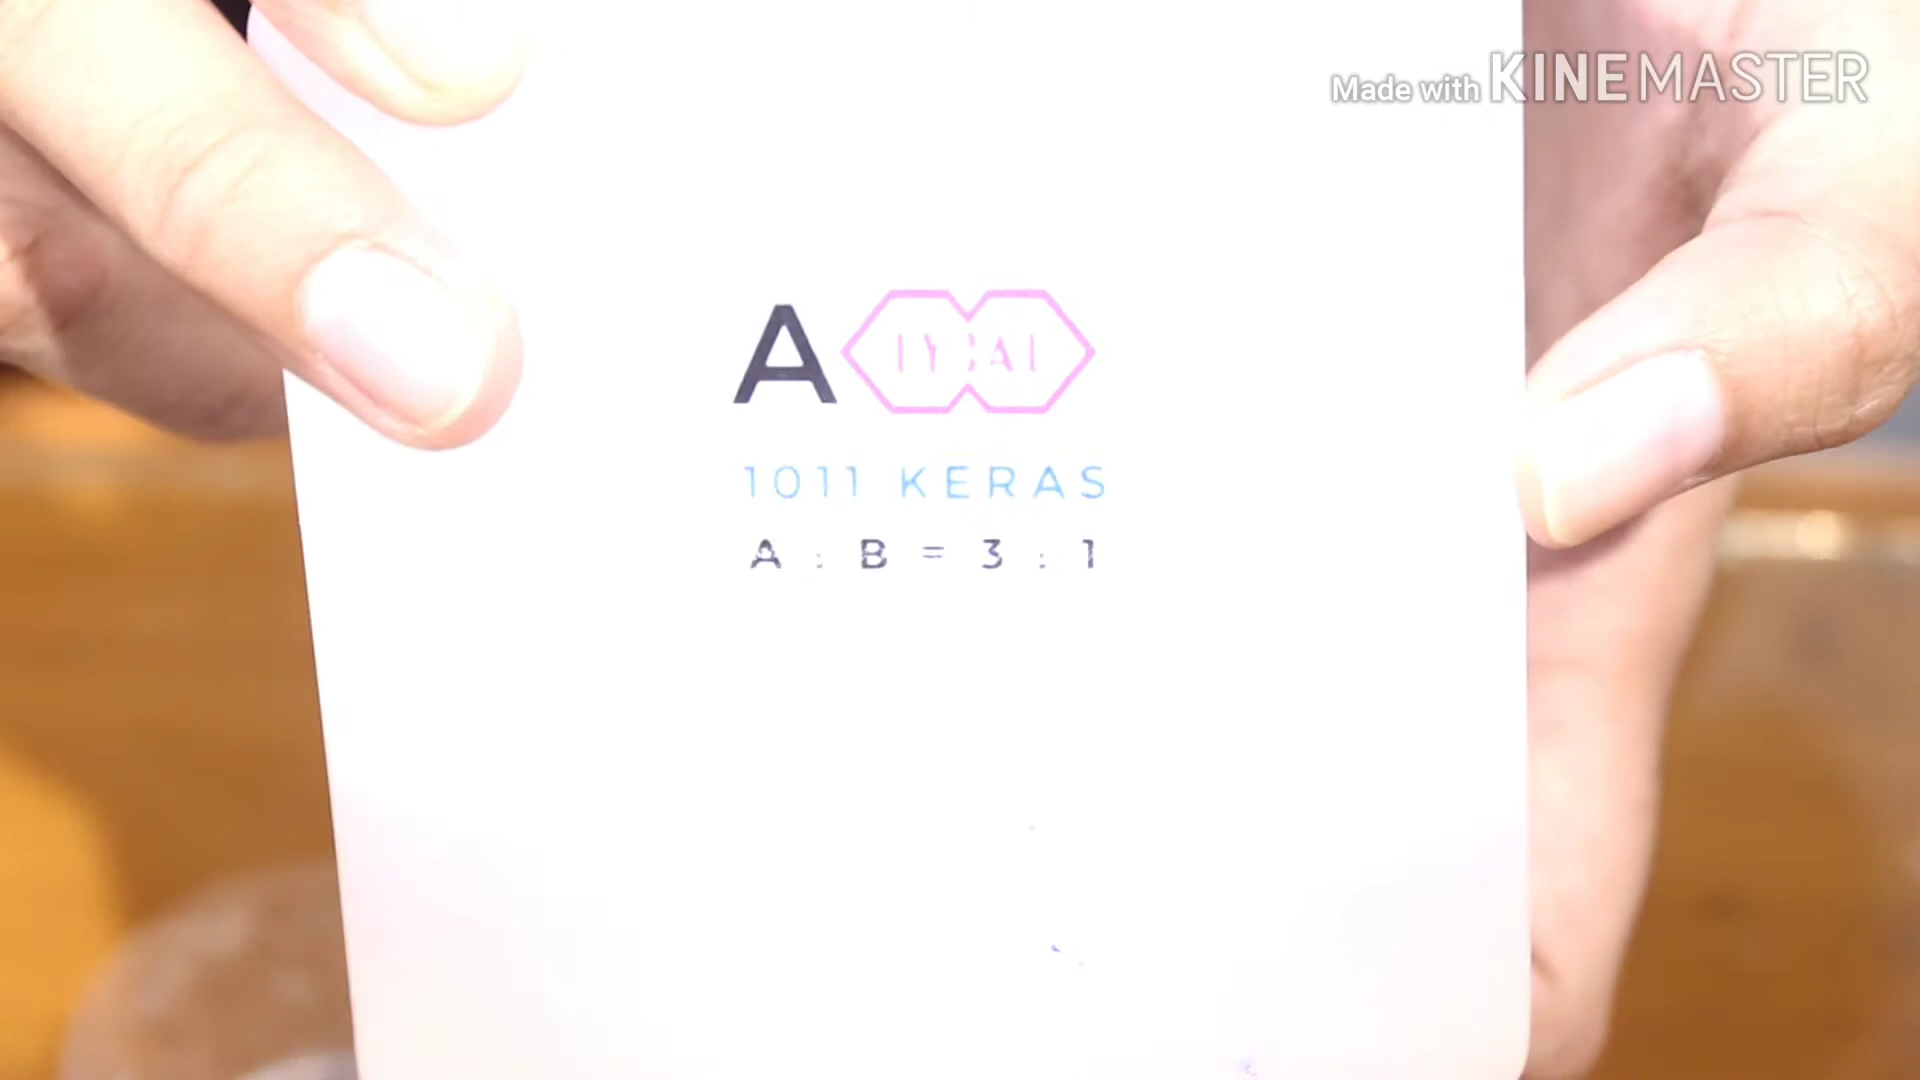 Made with KINEMASTER
A
1011 KERAS
A : B = 3 : 1